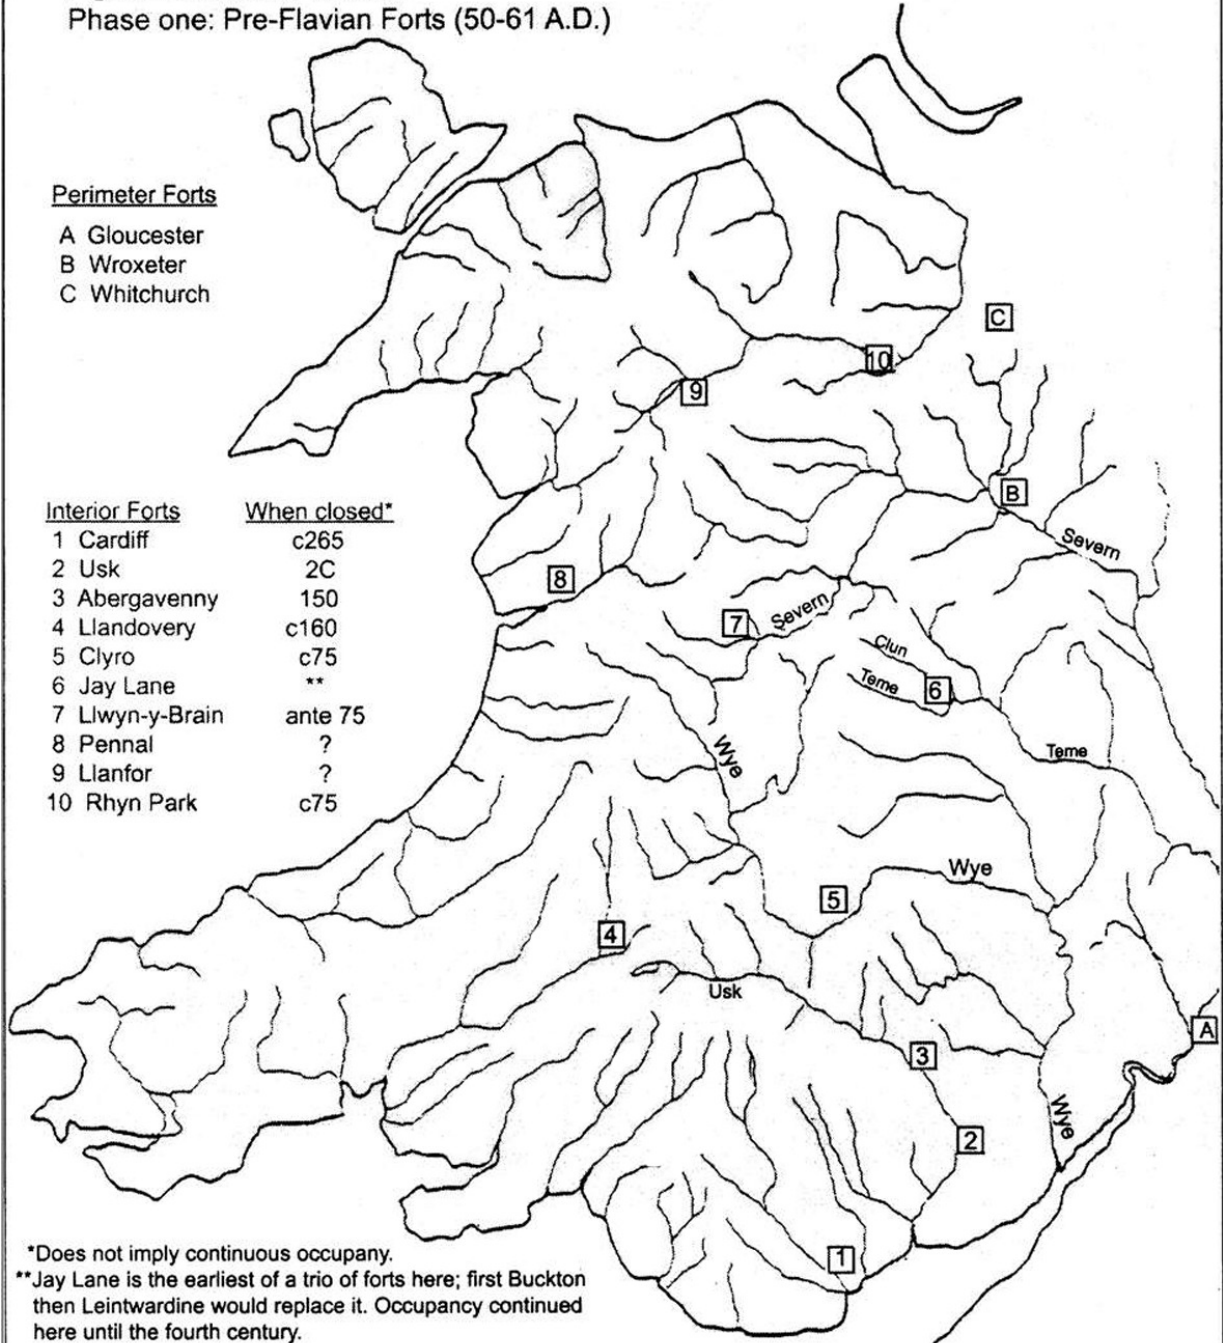 Phase one: Pre-Flavian Forts (50-61 A.D.)
Perimeter Forts
A Gloucester
B Wroxeter
C Whitchurch
C
10
9
B
Severn
Interior Forts When closed*
1 Cardiff c265
2 Usk 2C
3 Abergavenny 150
4 Llandovery c160
5 Clyro c75
6 Jay Lane **
7 Llwyn-y-Brain ante 75
8 Pennal ?
9 Llanfor ?
10 Rhyn Park c75
8
7
Severn
Clun
Teme
6
Wye
Teme
Wye
5
4
Usk
A
3
Wye
2
1
*Does not imply continuous occupany.
**Jay Lane is the earliest of a trio of forts here; first Buckton
then Leintwardine would replace it. Occupancy continued
here until the fourth century.